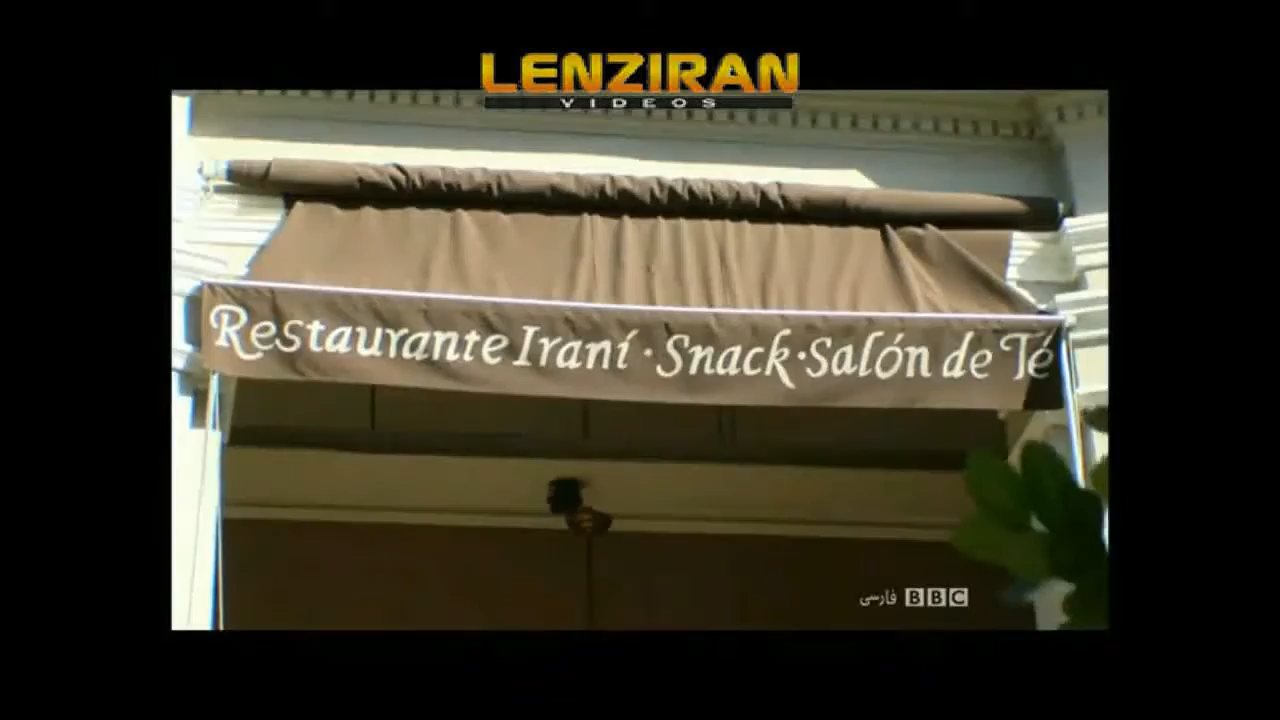 LENZIRAN
VIDEOS
Restaurante Iraní · Snack · Salón de Té
فارسی BBC